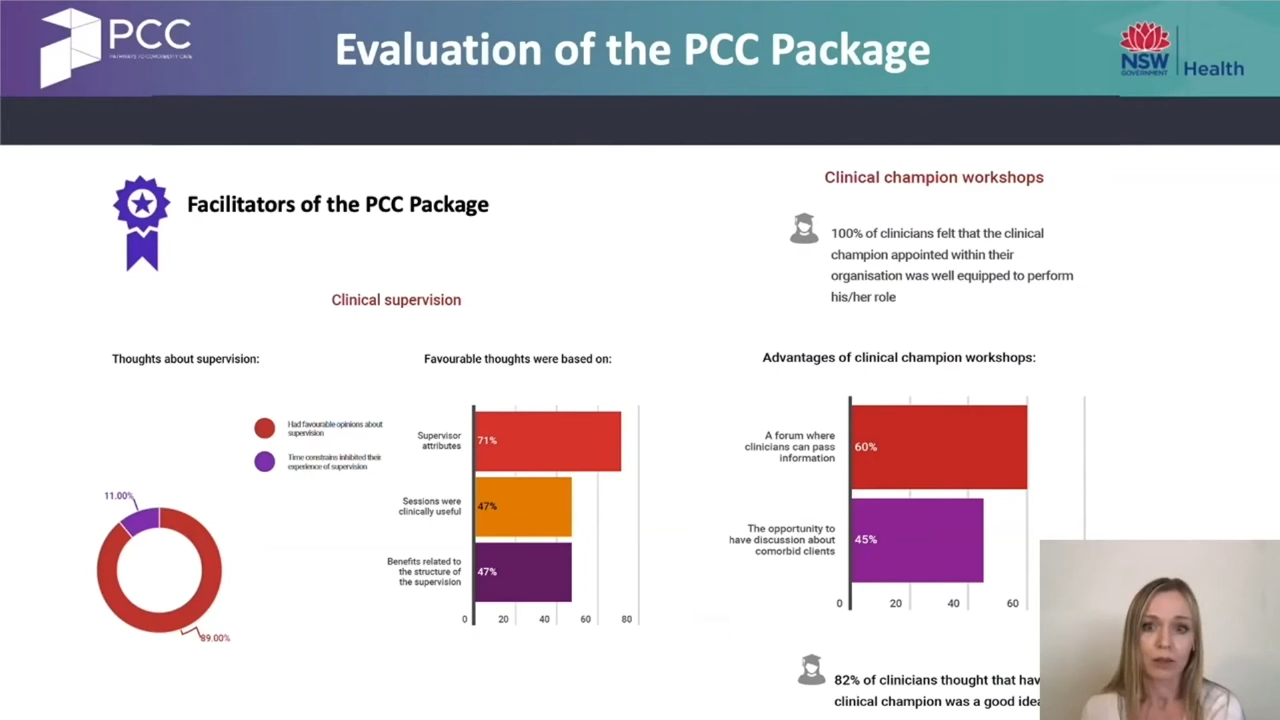 PCC
PATHWAYS TO COMORBIDITY CARE
Evaluation of the PCC Package
NSW
GOVERNMENT
Health
Facilitators of the PCC Package
Clinical supervision
Thoughts about supervision:
Had favourable opinions about
supervision
Time constrains inhibited their
experience of supervision
11.00%
89.00%
Favourable thoughts were based on:
Supervisor
attributes
71%
Sessions were
clinically useful
47%
Benefits related to
the structure of
the supervision
47%
0 20 40 60 80
Clinical champion workshops
100% of clinicians felt that the clinical
champion appointed within their
organisation was well equipped to perform
his/her role
Advantages of clinical champion workshops:
A forum where
clinicians can pass
information
60%
The opportunity to
have discussion about
comorbid clients
45%
0 20 40 60
82% of clinicians thought that hav
clinical champion was a good idea